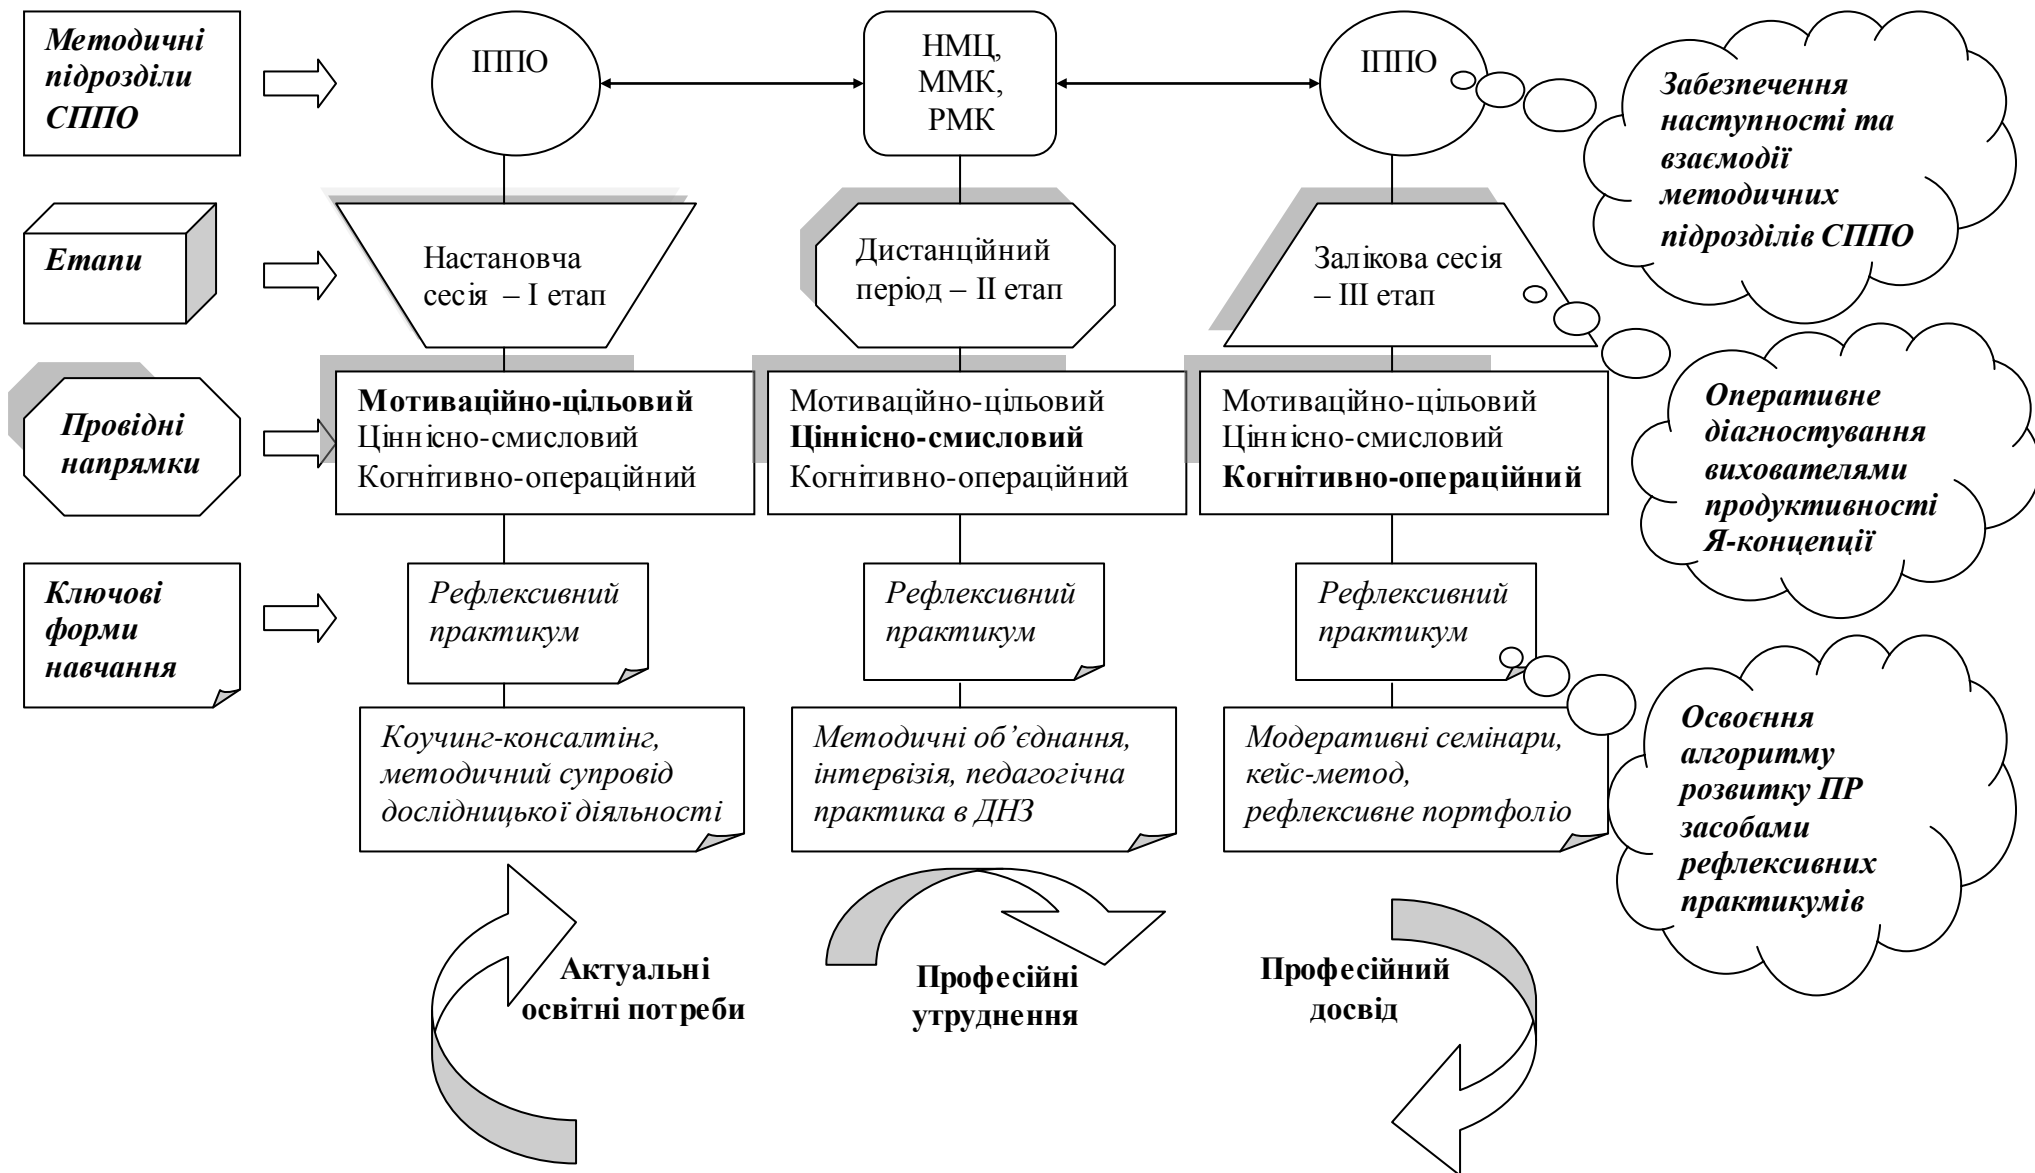 Методичні
підрозділи
СППО
ІППО
НМЦ,
ММК,
РМК
ІППО
Забезпечення
наступності та
взаємодії
методичних
підрозділів СППО
Етапи
Настановча
сесія – І етап
Дистанційний
період – ІІ етап
Залікова сесія
– ІІІ етап
Провідні
напрямки
Мотиваційно-цільовий
Ціннісно-смисловий
Когнітивно-операційний
Мотиваційно-цільовий
Ціннісно-смисловий
Когнітивно-операційний
Мотиваційно-цільовий
Ціннісно-смисловий
Когнітивно-операційний
Оперативне
діагностування
вихователями
продуктивності
Я-концепції
Ключові
форми
навчання
Рефлексивний
практикум
Рефлексивний
практикум
Рефлексивний
практикум
Коучинг-консалтінг,
методичний супровід
дослідницької діяльності
Методичні об’єднання,
інтервізія, педагогічна
практика в ДНЗ
Модеративні семінари,
кейс-метод,
рефлексивне портфоліо
Освоєння
алгоритму
розвитку ПР
засобами
рефлексивних
практикумів
Актуальні
освітні потреби
Професійні
утруднення
Професійний
досвід